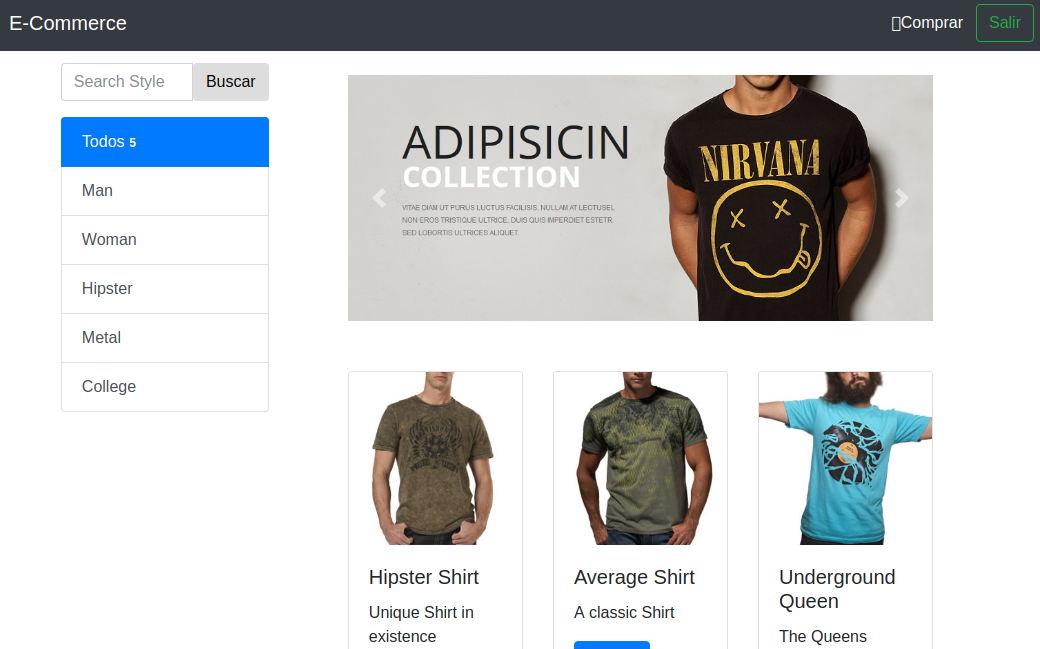 E-Commerce
Comprar
Salir
Search Style
Buscar
Todos 5
Man
Woman
Hipster
Metal
College
ADIPISICIN
COLLECTION
VITAE DIAM UT PURUS LUCTUS FACILISIS. NULLAM AT LECTUSEL
NON EROS TRISTIQUE ULTRICE, DUIS QUIS IMPERDIET ESTETR
SED LOBORTIS ULTRICES ALIQUET.
NIRVANA
Hipster Shirt
Unique Shirt in
existence
Average Shirt
A classic Shirt
Underground
Queen
The Queens